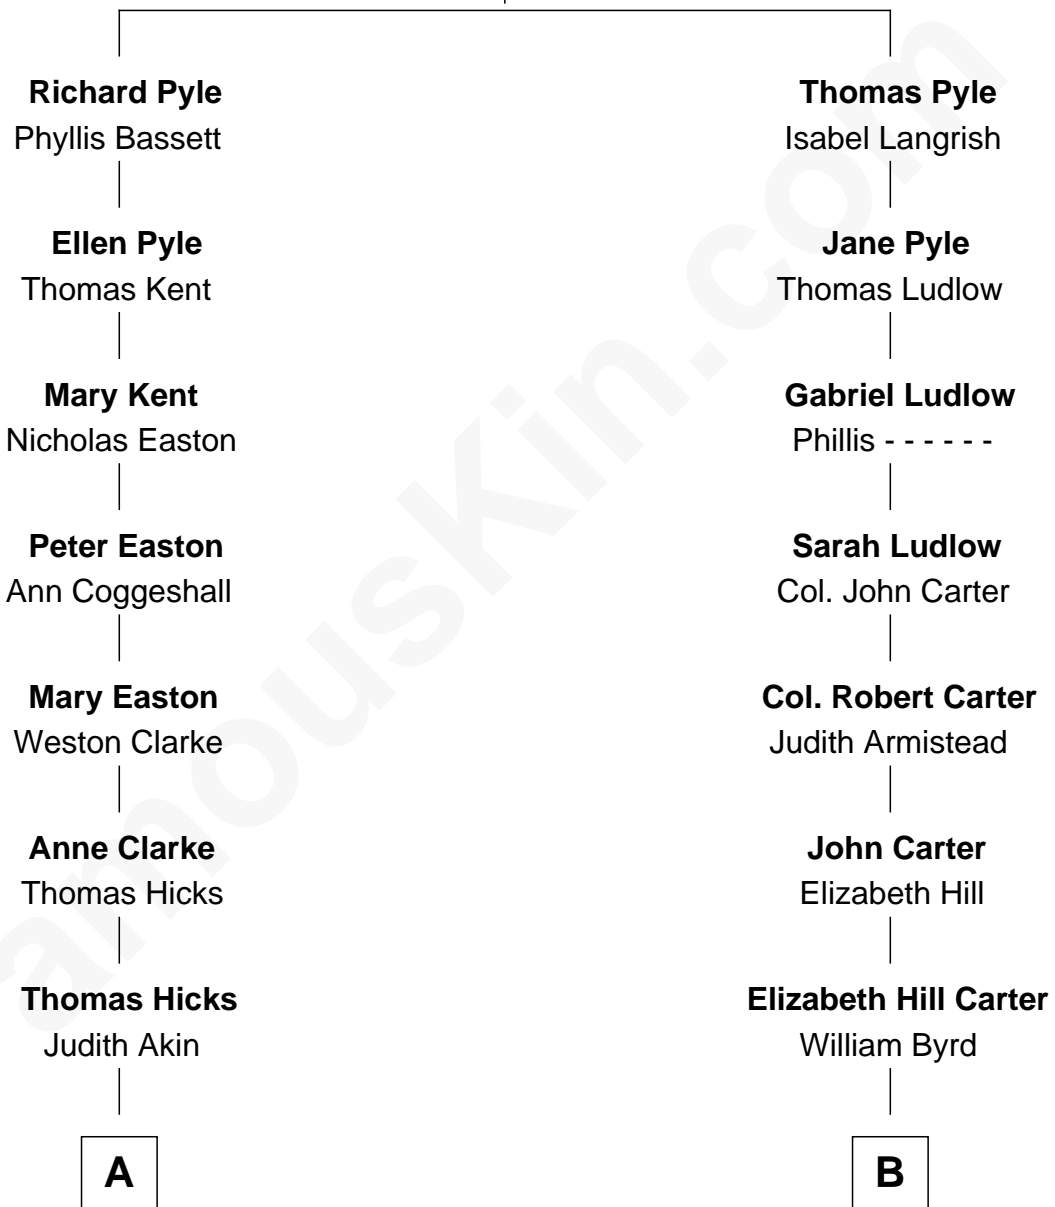 Richard Pyle
Phyllis Bassett
Ellen Pyle
Thomas Kent
Mary Kent
Nicholas Easton
Peter Easton
Ann Coggeshall
Mary Easton
Weston Clarke
Anne Clarke
Thomas Hicks
Thomas Hicks
Judith Akin
A
Thomas Pyle
Isabel Langrish
Jane Pyle
Thomas Ludlow
Gabriel Ludlow
Phillis - - - - - -
Sarah Ludlow
Col. John Carter
Col. Robert Carter
Judith Armistead
John Carter
Elizabeth Hill
Elizabeth Hill Carter
William Byrd
B
amouskin.com